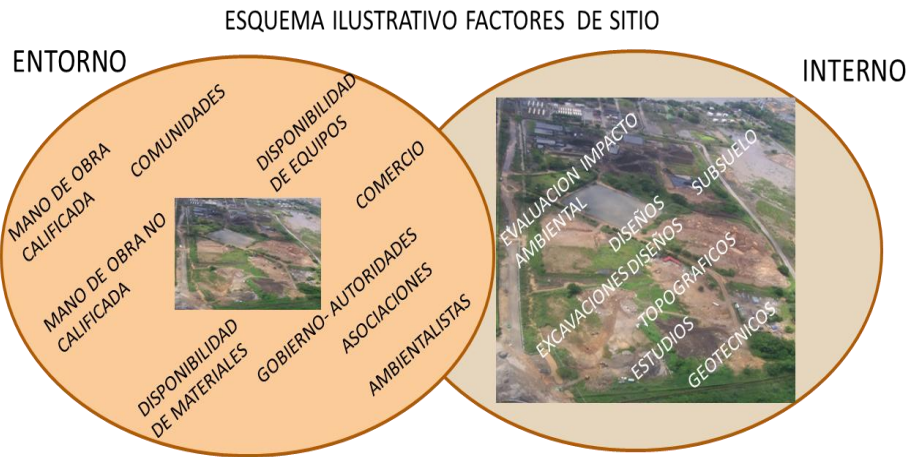 ESQUEMA ILUSTRATIVO FACTORES DE SITIO
ENTORNO
INTERNO
MANO DE OBRA
CALIFICADA
COMUNIDADES
DISPONIBILIDAD
DE EQUIPOS
COMERCIO
MANO DE OBRA NO
CALIFICADA
DISPONIBILIDAD
DE MATERIALES
GOBIERNO- AUTORIDADES
ASOCIACIONES
AMBIENTALISTAS
EVALUACION IMPACTO
AMBIENTAL
DISEÑOS
SUBSUELO
EXCAVACIONES DISEÑOS
-ESTUDIOS
-TOPOGRAFICOS
GEOTECNICOS